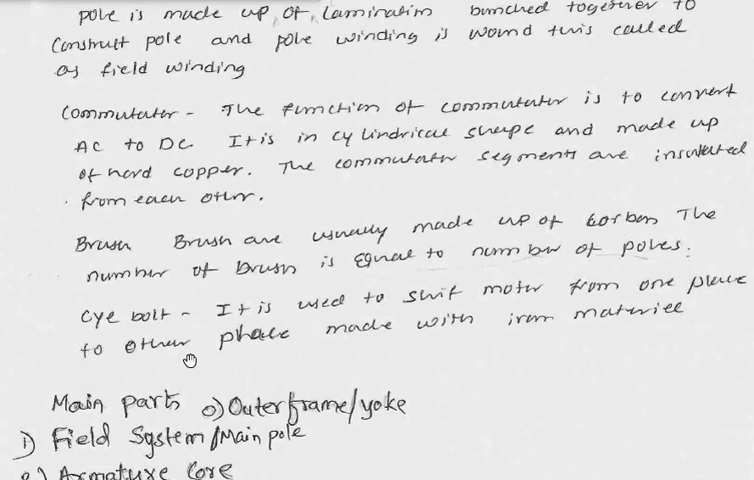 pole is made up of Lamination bunched together to
Construct pole and pole winding is wound this called
as field winding
Commutator - The function of commutator is to convert
AC to DC It is in cylindrical shape and made up
of hard copper. The commutator segments are insulated
from each other.
Brush Brush are usually made up of borben The
number of brush is Equal to number of poles.
Cye bolt - It is used to shif motor from one place
to other phace made with iron materiel
Main parts 0) Outer frame/yoke
1) Field System/Main pole
2) Armature Core